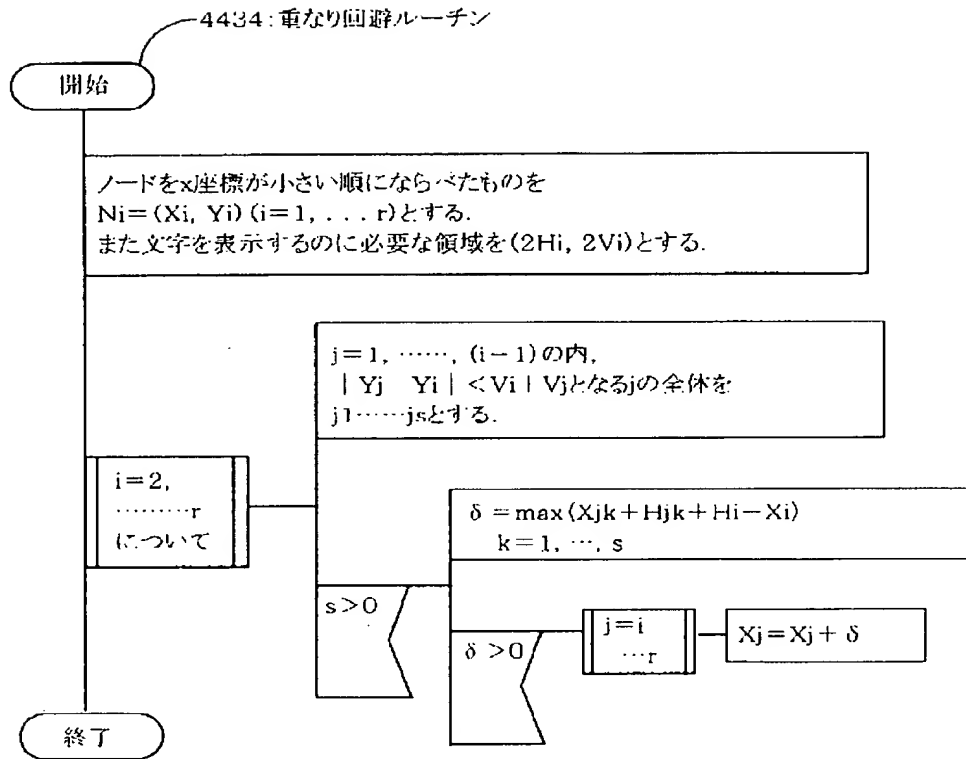 4434:重なり回避ルーチン
開始
ノードをx座標が小さい順にならべたものを
Ni=(Xi, Yi) (i=1, . . . r)とする.
また文字を表示するのに必要な領域を(2Hi, 2Vi)とする.
j=1, ……, (i−1)の内,
| Yj Yi | <Vi | Vjとなるjの全体を
j1……jsとする.
i=2,
………r
について
δ=max(Xjk+Hjk+Hi−Xi)
k=1, …, s
s>0
δ>0
j=i
…r
Xj=Xj+δ
終了